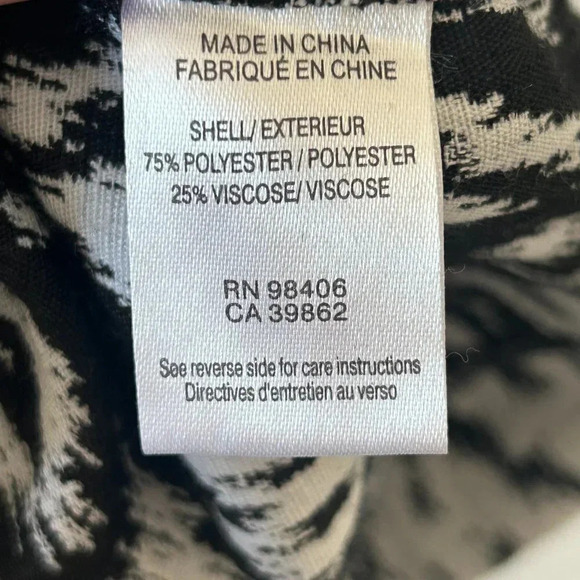 MADE IN CHINA
FABRIQUÉ EN CHINE
SHELL/EXTERIEUR
75% POLYESTER/POLYESTER
25% VISCOSE/VISCOSE
RN 98406
CA 39862
See reverse side for care instructions
Directives d'entretien au verso